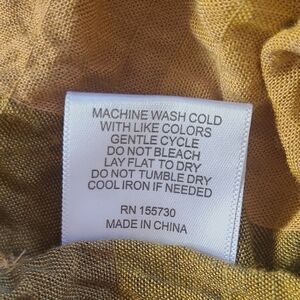 MACHINE WASH COLD
WITH LIKE COLORS
GENTLE CYCLE
DO NOT BLEACH
LAY FLAT TO DRY
DO NOT TUMBLE DRY
COOL IRON IF NEEDED
RN 155730
MADE IN CHINA